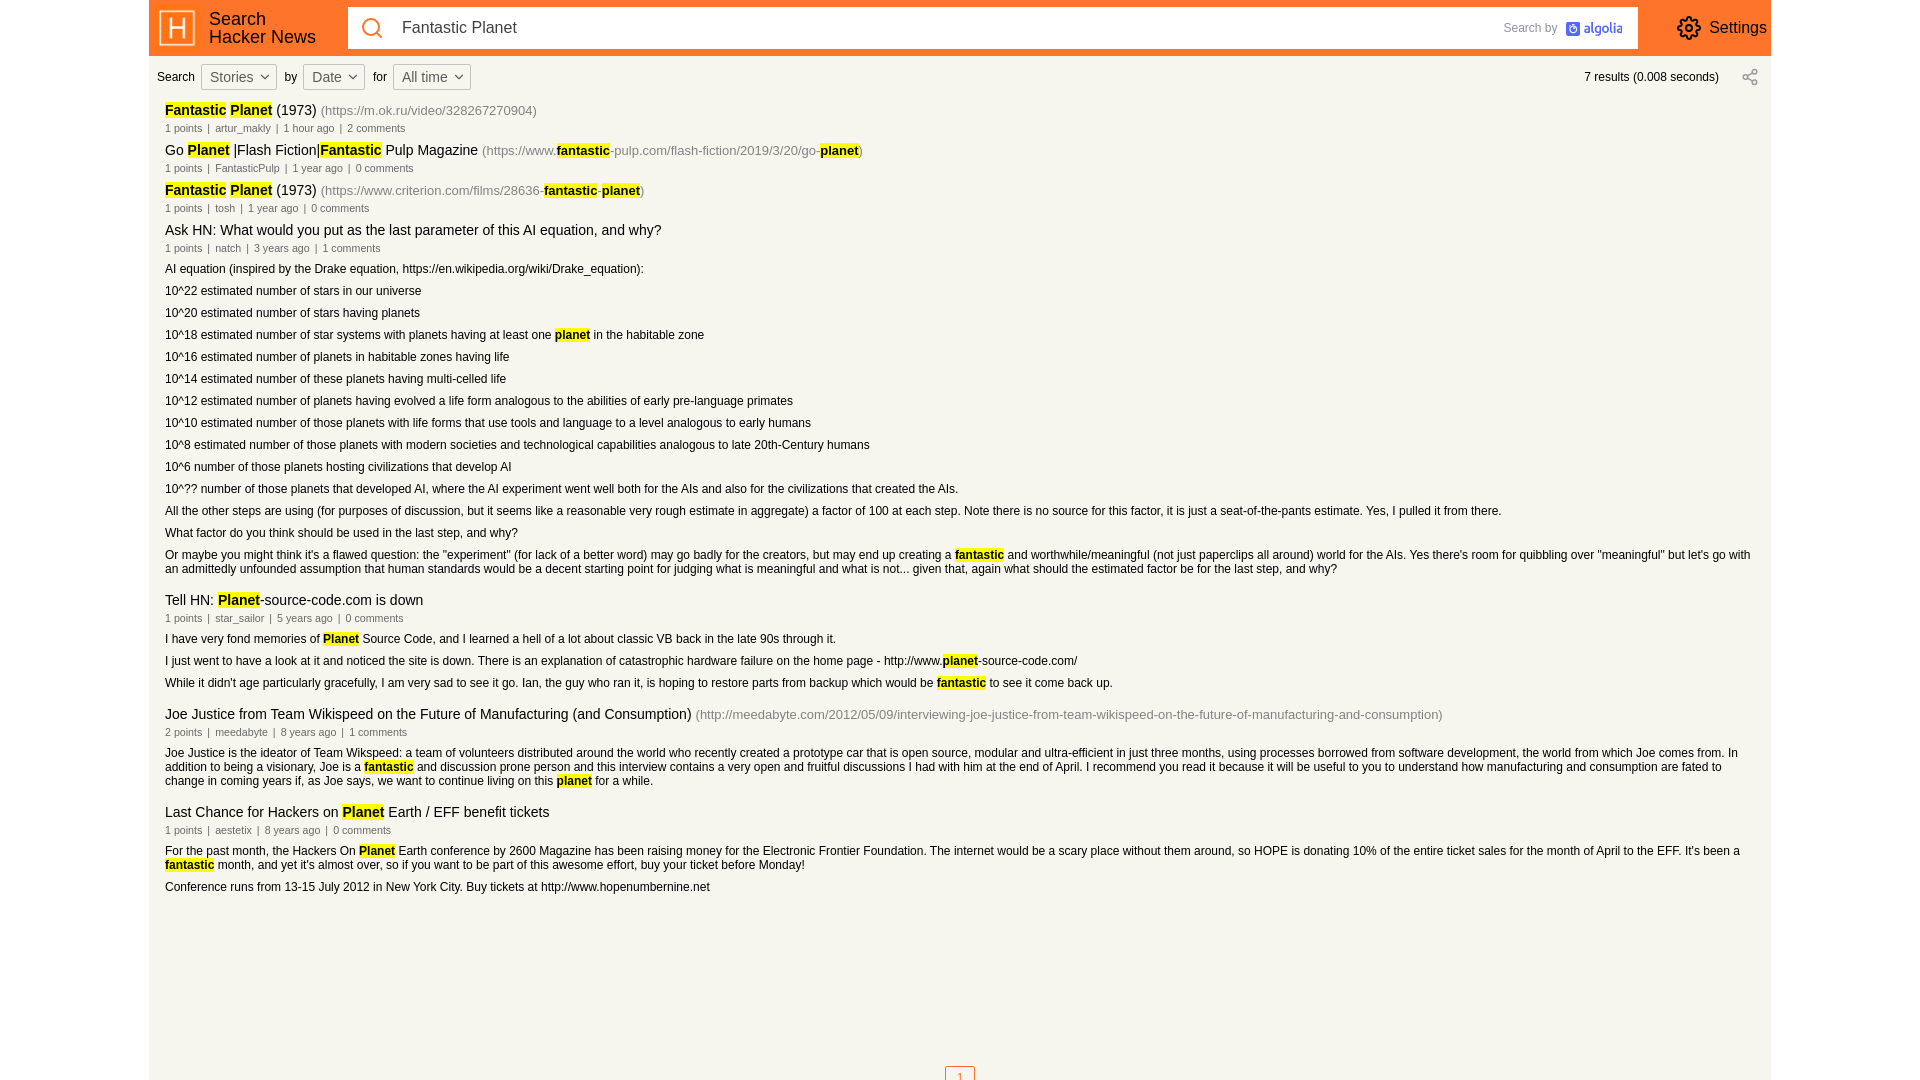 Search
Hacker News
Fantastic Planet
Search by algolia
Settings
Search Stories by Date for All time
7 results (0.008 seconds)
Fantastic Planet (1973) (https://m.ok.ru/video/328267270904)
1 points | artur_makly | 1 hour ago | 2 comments
Go Planet |Flash Fiction|Fantastic Pulp Magazine (https://www.fantastic-pulp.com/flash-fiction/2019/3/20/go-planet)
1 points | FantasticPulp | 1 year ago | 0 comments
Fantastic Planet (1973) (https://www.criterion.com/films/28636-fantastic-planet)
1 points | tosh | 1 year ago | 0 comments
Ask HN: What would you put as the last parameter of this AI equation, and why?
1 points | natch | 3 years ago | 1 comments
AI equation (inspired by the Drake equation, https://en.wikipedia.org/wiki/Drake_equation):
10^22 estimated number of stars in our universe
10^20 estimated number of stars having planets
10^18 estimated number of star systems with planets having at least one planet in the habitable zone
10^16 estimated number of planets in habitable zones having life
10^14 estimated number of these planets having multi-celled life
10^12 estimated number of planets having evolved a life form analogous to the abilities of early pre-language primates
10^10 estimated number of those planets with life forms that use tools and language to a level analogous to early humans
10^8 estimated number of those planets with modern societies and technological capabilities analogous to late 20th-Century humans
10^6 number of those planets hosting civilizations that develop AI
10^?? number of those planets that developed AI, where the AI experiment went well both for the AIs and also for the civilizations that created the AIs.
All the other steps are using (for purposes of discussion, but it seems like a reasonable very rough estimate in aggregate) a factor of 100 at each step. Note there is no source for this factor, it is just a seat-of-the-pants estimate. Yes, I pulled it from there.
What factor do you think should be used in the last step, and why?
Or maybe you might think it's a flawed question: the "experiment" (for lack of a better word) may go badly for the creators, but may end up creating a fantastic and worthwhile/meaningful (not just paperclips all around) world for the AIs. Yes there's room for quibbling over "meaningful" but let's go with
an admittedly unfounded assumption that human standards would be a decent starting point for judging what is meaningful and what is not... given that, again what should the estimated factor be for the last step, and why?
Tell HN: Planet-source-code.com is down
1 points | star_sailor | 5 years ago | 0 comments
I have very fond memories of Planet Source Code, and I learned a hell of a lot about classic VB back in the late 90s through it.
I just went to have a look at it and noticed the site is down. There is an explanation of catastrophic hardware failure on the home page - http://www.planet-source-code.com/
While it didn't age particularly gracefully, I am very sad to see it go. Ian, the guy who ran it, is hoping to restore parts from backup which would be fantastic to see it come back up.
Joe Justice from Team Wikispeed on the Future of Manufacturing (and Consumption) (http://meedabyte.com/2012/05/09/interviewing-joe-justice-from-team-wikispeed-on-the-future-of-manufacturing-and-consumption)
2 points | meedabyte | 8 years ago | 1 comments
Joe Justice is the ideator of Team Wikspeed: a team of volunteers distributed around the world who recently created a prototype car that is open source, modular and ultra-efficient in just three months, using processes borrowed from software development, the world from which Joe comes from. In
addition to being a visionary, Joe is a fantastic and discussion prone person and this interview contains a very open and fruitful discussions I had with him at the end of April. I recommend you read it because it will be useful to you to understand how manufacturing and consumption are fated to
change in coming years if, as Joe says, we want to continue living on this planet for a while.
Last Chance for Hackers on Planet Earth / EFF benefit tickets
1 points | aestetix | 8 years ago | 0 comments
For the past month, the Hackers On Planet Earth conference by 2600 Magazine has been raising money for the Electronic Frontier Foundation. The internet would be a scary place without them around, so HOPE is donating 10% of the entire ticket sales for the month of April to the EFF. It's been a
fantastic month, and yet it's almost over, so if you want to be part of this awesome effort, buy your ticket before Monday!
Conference runs from 13-15 July 2012 in New York City. Buy tickets at http://www.hopenumbernine.net
1